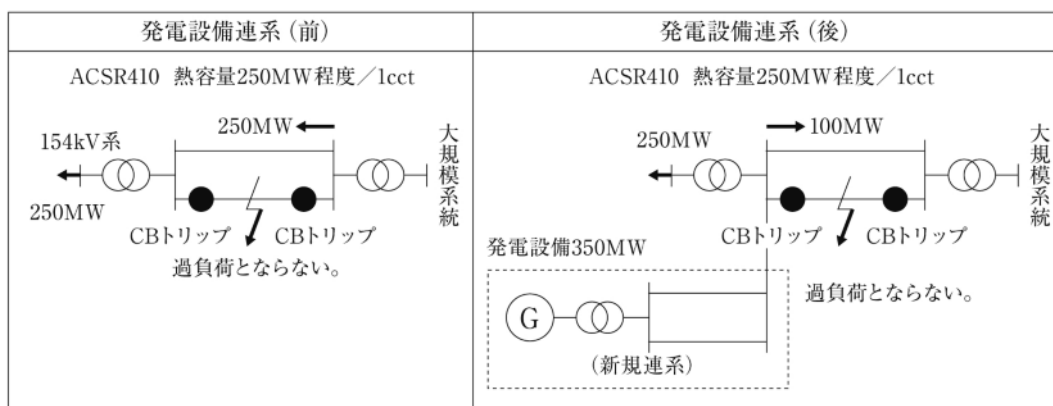 発電設備連系（前）
ACSR410 熱容量250MW程度／1cct
250MW
154kV系
250MW
大規模系統
CBトリップ CBトリップ
過負荷とならない。
発電設備連系（後）
ACSR410 熱容量250MW程度／1cct
250MW
100MW
大規模系統
CBトリップ CBトリップ
発電設備350MW
過負荷とならない。
G
（新規連系）